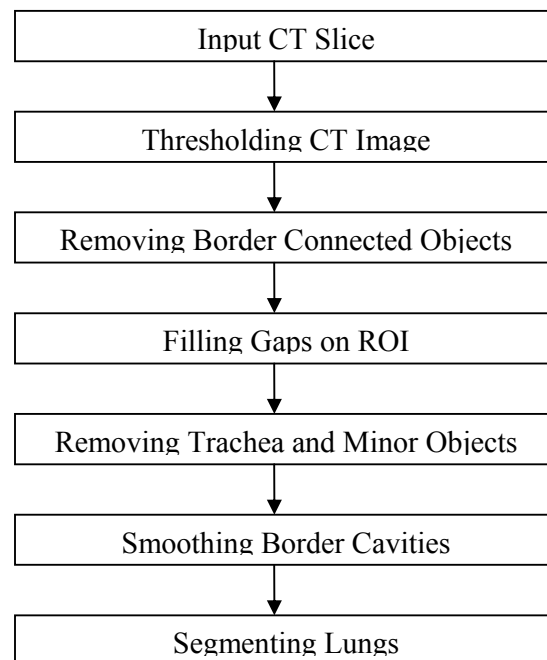 Input CT Slice
Thresholding CT Image
Removing Border Connected Objects
Filling Gaps on ROI
Removing Trachea and Minor Objects
Smoothing Border Cavities
Segmenting Lungs